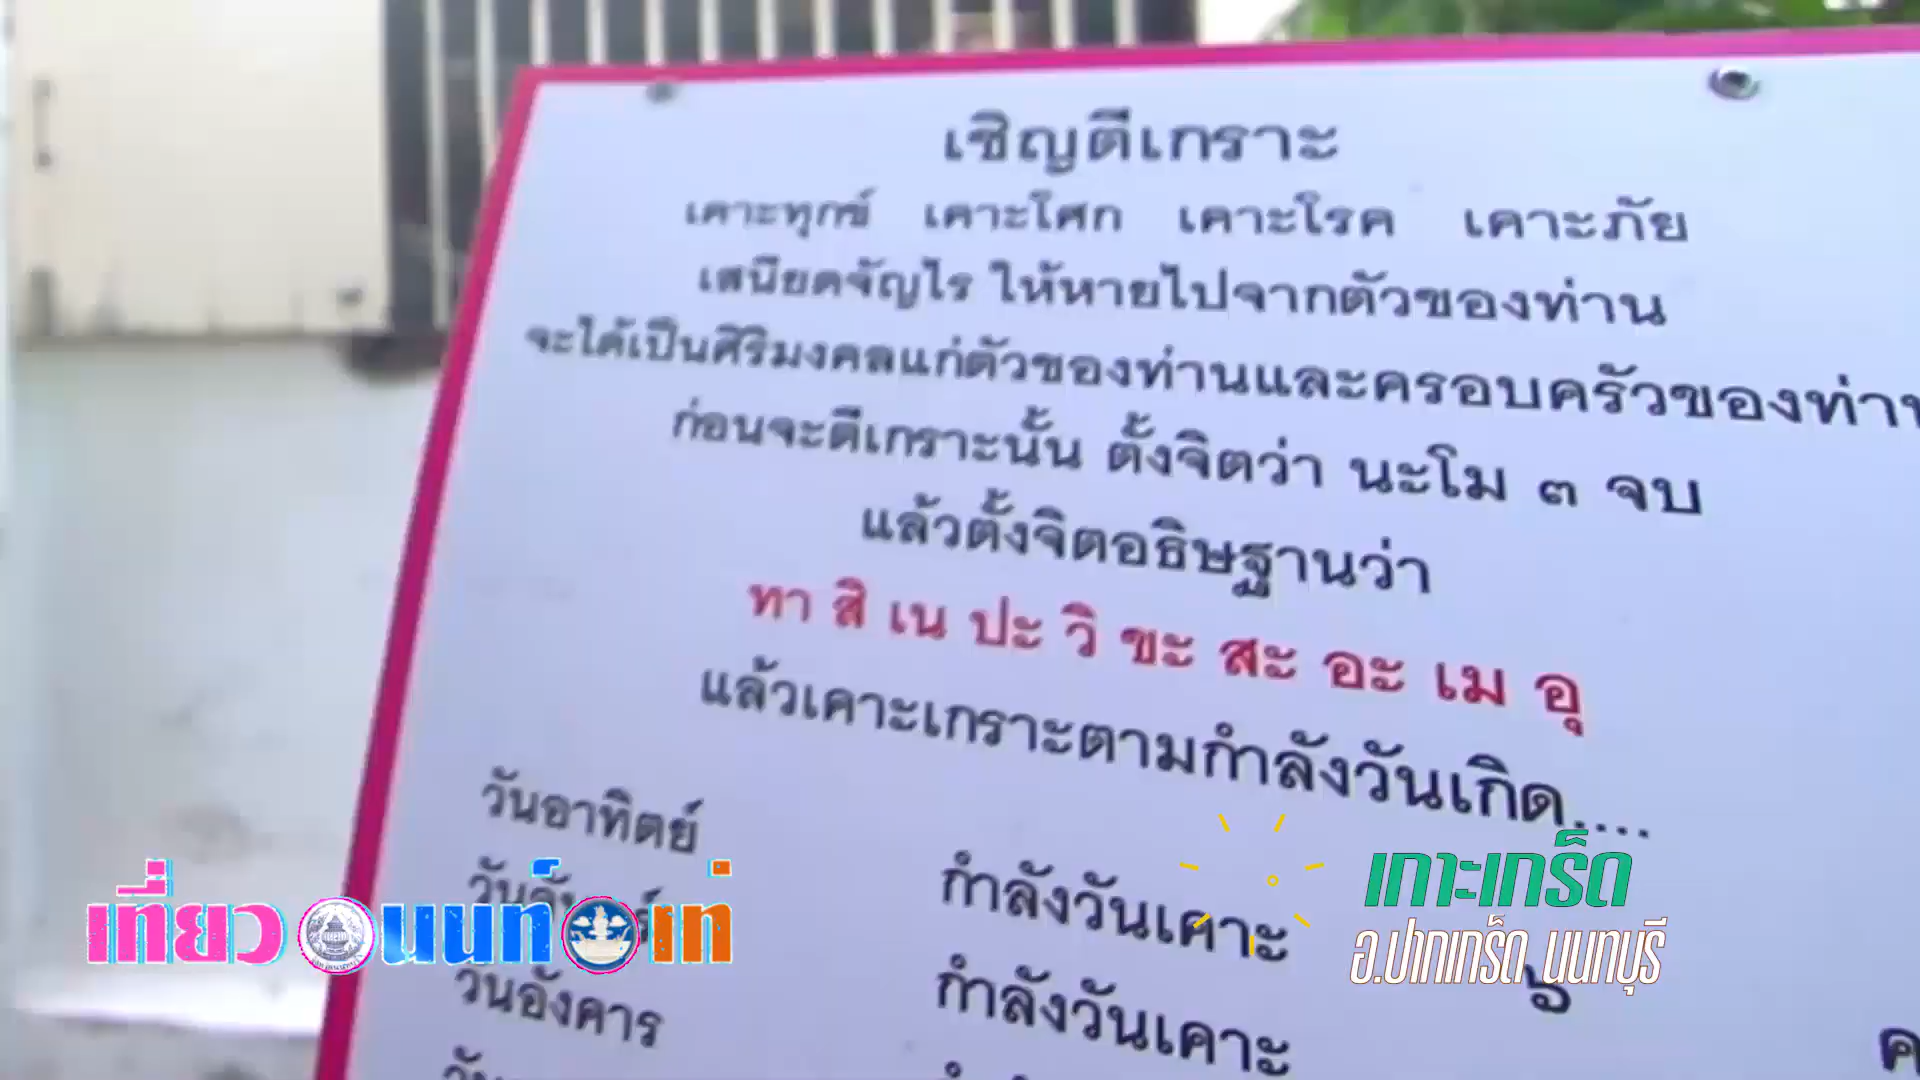 เชิญตีเกราะ
เคาะทุกข์ เคาะโศก เคาะโรค เคาะภัย
เสนียดจัญไร ให้หายไปจากตัวของท่าน
จะได้เป็นศิริมงคลแก่ตัวของท่านและครอบครัวของท่าน
ก่อนจะตีเกราะนั้น ตั้งจิตว่า นะโม ๓ จบ
แล้วตั้งจิตอธิษฐานว่า
ทา สิ เน ปะ วิ ขะ สะ อะ เม อุ
แล้วเคาะเกราะตามกำลังวันเกิด....
วันอาทิตย์ กำลังวันเคาะ ๖
วันจันทร์ กำลังวันเคาะ
วันอังคาร
เที่ยวนนท์เท่
เกาะเกร็ด
อ.ปากเกร็ด นนทบุรี